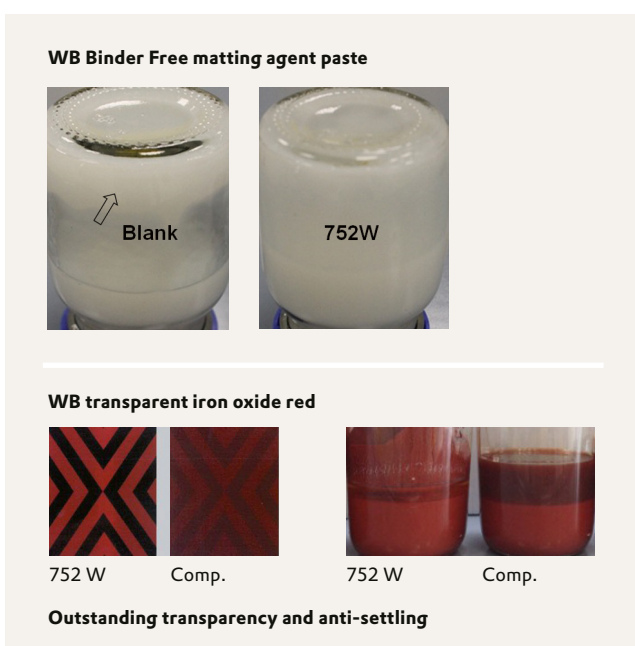 WB Binder Free matting agent paste
Blank
752W
WB transparent iron oxide red
752 W Comp.
752 W Comp.
Outstanding transparency and anti-settling